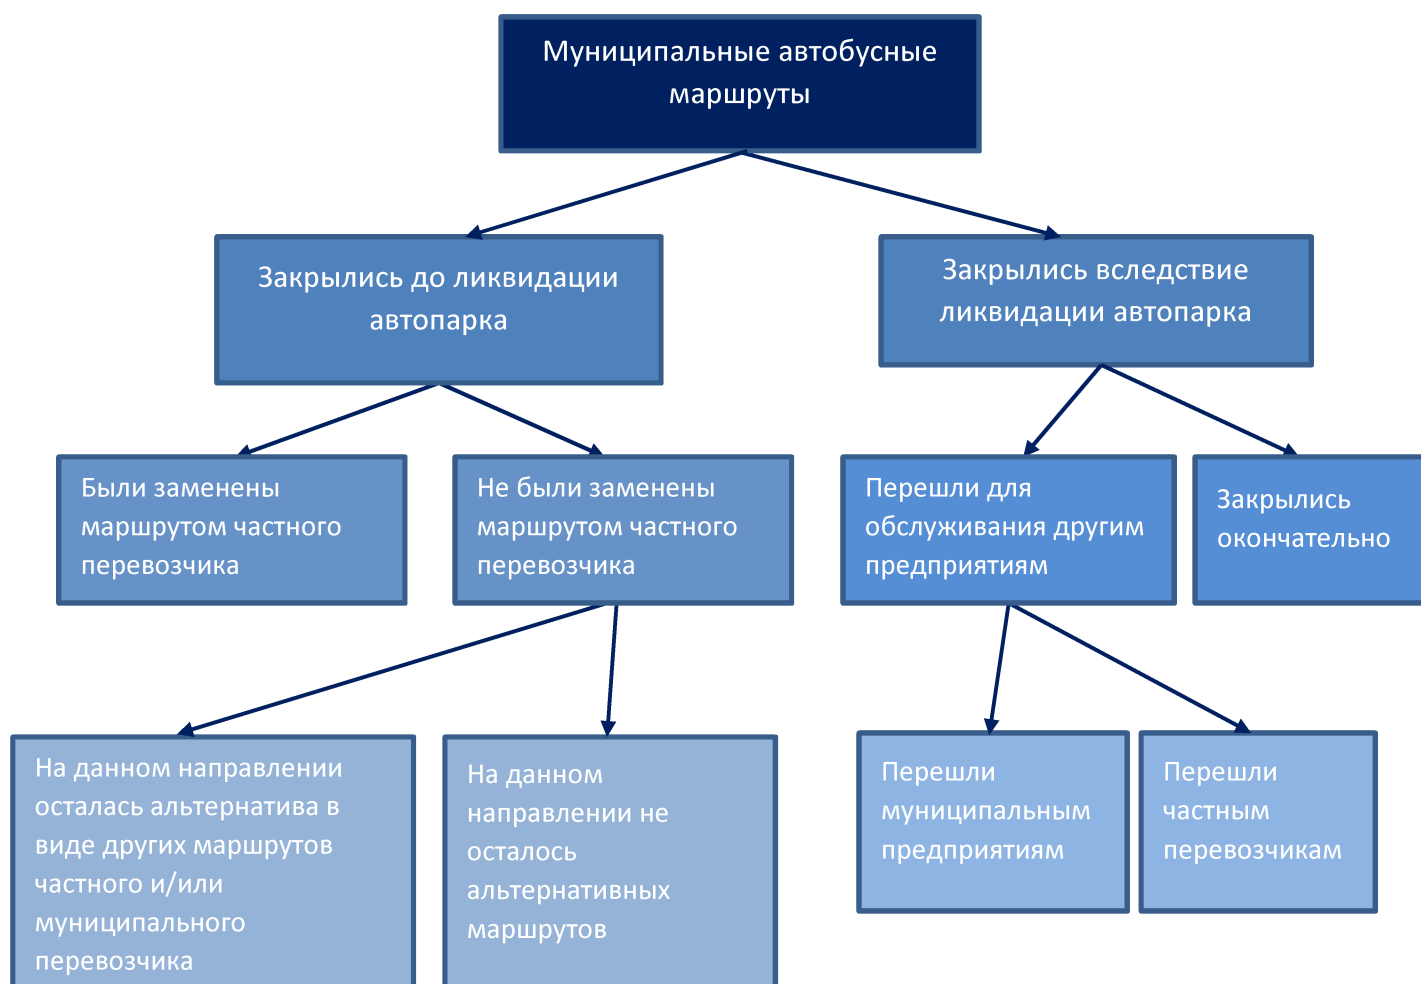 Муниципальные автобусные
маршруты
Закрылись до ликвидации
автопарка
Закрылись вследствие
ликвидации автопарка
Были заменены
маршрутом частного
перевозчика
Не были заменены
маршрутом частного
перевозчика
Перешли для
обслуживания другим
предприятиям
Закрылись
окончательно
На данном направлении
осталась альтернатива в
виде других маршрутов
частного и/или
муниципального
перевозчика
На данном
направлении не
осталось
альтернативных
маршрутов
Перешли
муниципальным
предприятиям
Перешли
частным
перевозчикам